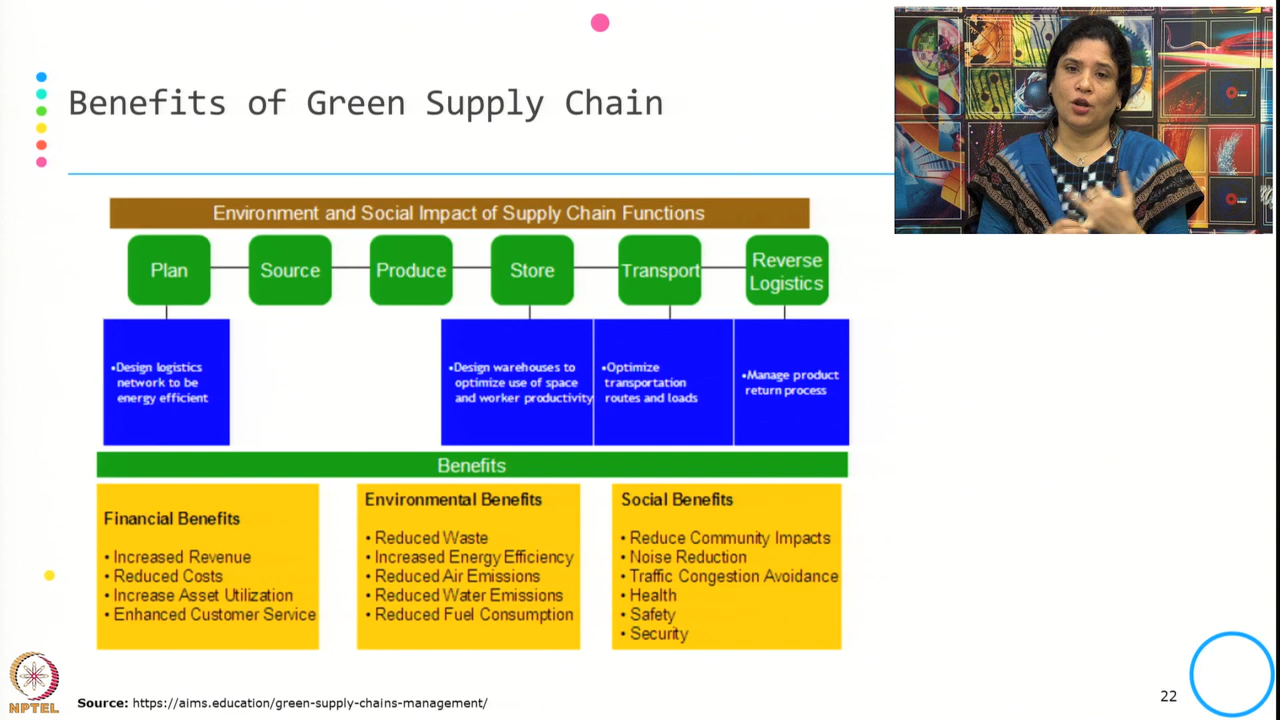 Benefits of Green Supply Chain
Environment and Social Impact of Supply Chain Functions
Plan
Source
Produce
Store
Transport
Reverse
Logistics
•Design logistics
network to be
energy efficient
•Design warehouses to
optimize use of space
and worker productivity
•Optimize
transportation
routes and loads
•Manage product
return process
Benefits
Financial Benefits
• Increased Revenue
• Reduced Costs
• Increase Asset Utilization
• Enhanced Customer Service
Environmental Benefits
• Reduced Waste
• Increased Energy Efficiency
• Reduced Air Emissions
• Reduced Water Emissions
• Reduced Fuel Consumption
Social Benefits
• Reduce Community Impacts
• Noise Reduction
• Traffic Congestion Avoidance
• Health
• Safety
• Security
NPTEL
Source: https://aims.education/green-supply-chains-management/
22